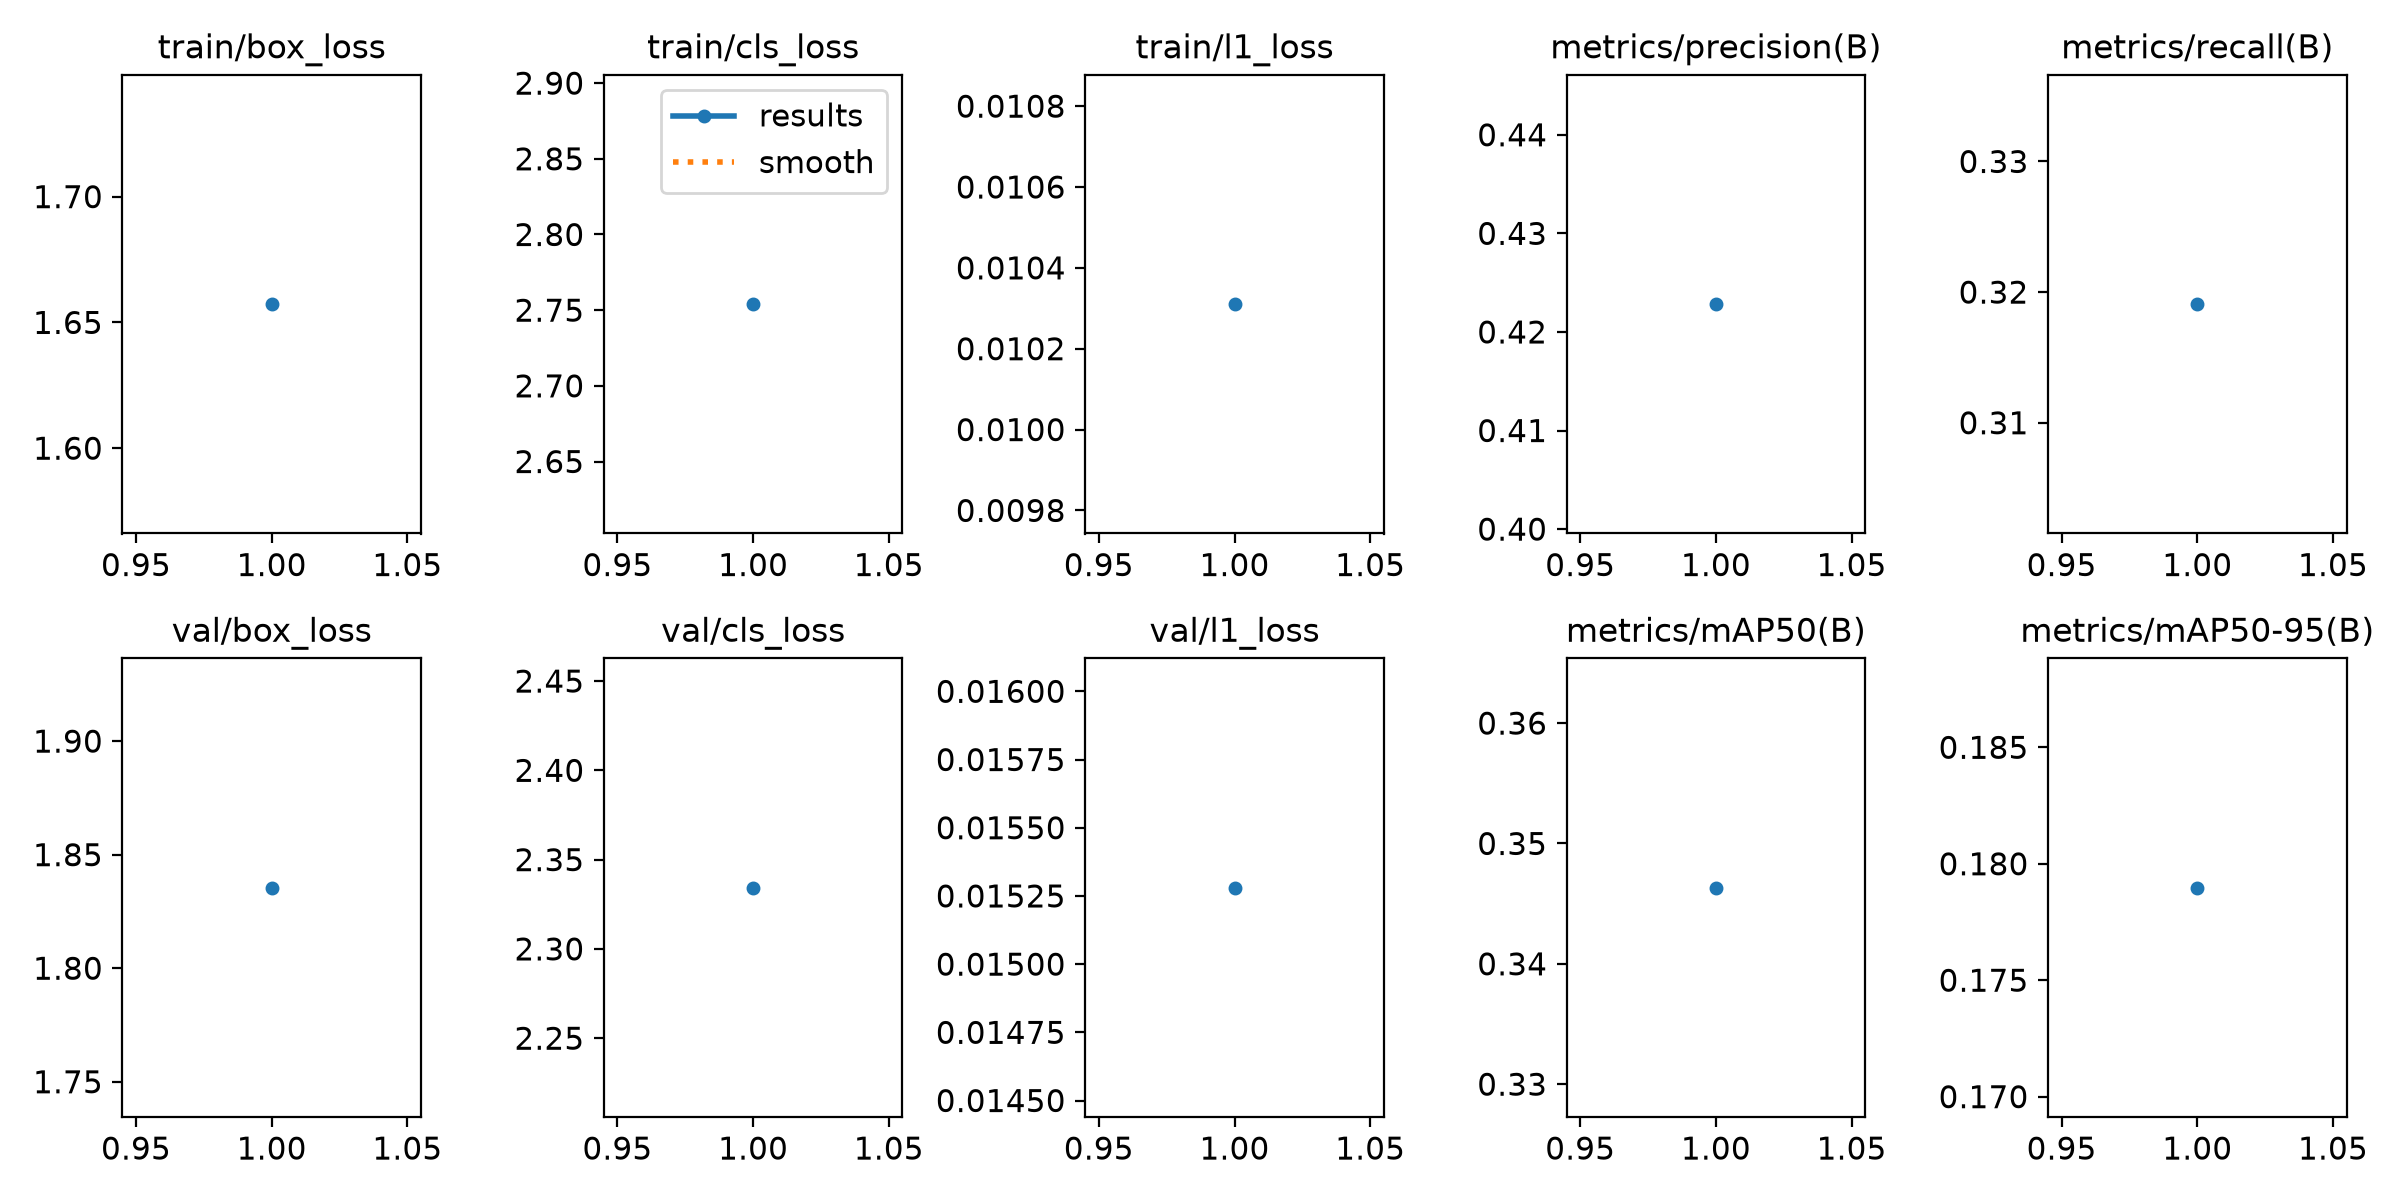 train/box_loss
1.70
1.65
1.60
0.95 1.00 1.05
train/cls_loss
results
smooth
2.90
2.85
2.80
2.75
2.70
2.65
0.95 1.00 1.05
train/l1_loss
0.0108
0.0106
0.0104
0.0102
0.0100
0.0098
0.95 1.00 1.05
metrics/precision(B)
0.44
0.43
0.42
0.41
0.40
0.95 1.00 1.05
metrics/recall(B)
0.33
0.32
0.31
0.95 1.00 1.05
val/box_loss
1.90
1.85
1.80
1.75
0.95 1.00 1.05
val/cls_loss
2.45
2.40
2.35
2.30
2.25
0.95 1.00 1.05
val/l1_loss
0.01600
0.01575
0.01550
0.01525
0.01500
0.01475
0.01450
0.95 1.00 1.05
metrics/mAP50(B)
0.36
0.35
0.34
0.33
0.95 1.00 1.05
metrics/mAP50-95(B)
0.185
0.180
0.175
0.170
0.95 1.00 1.05